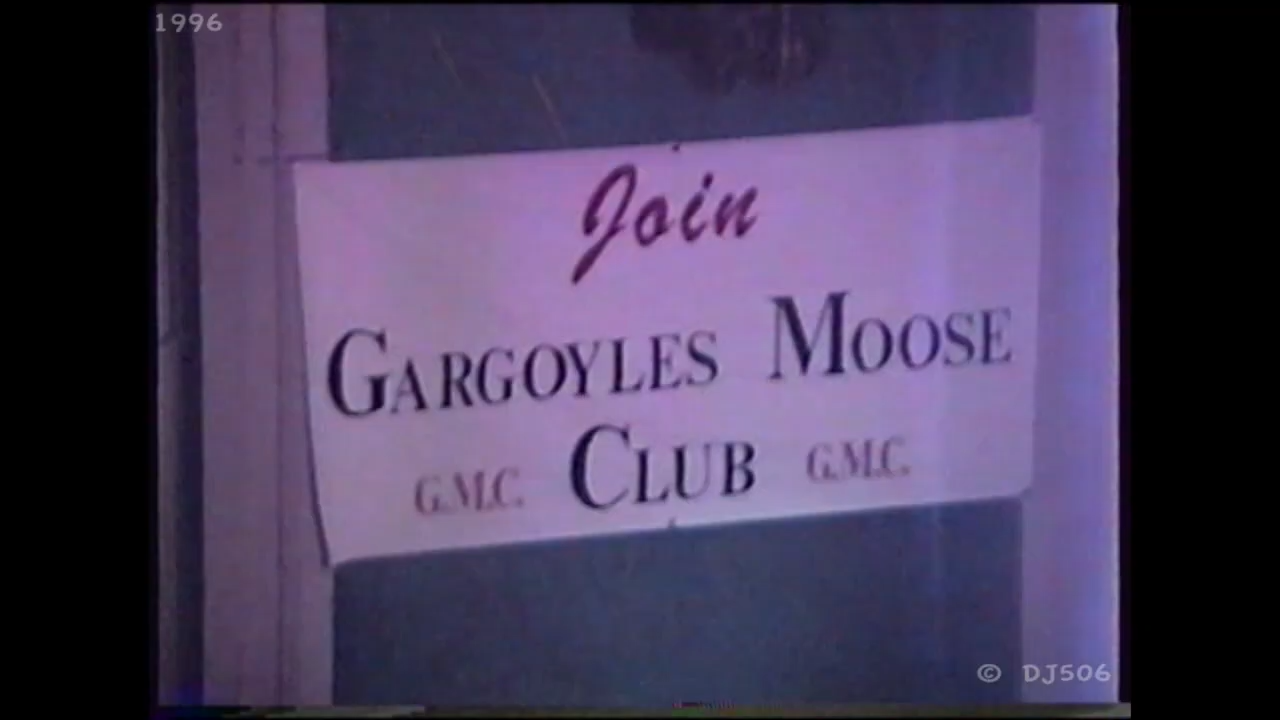 1996
Join
GARGOYLES MOOSE
G.M.C. CLUB G.M.C.
© DJ506